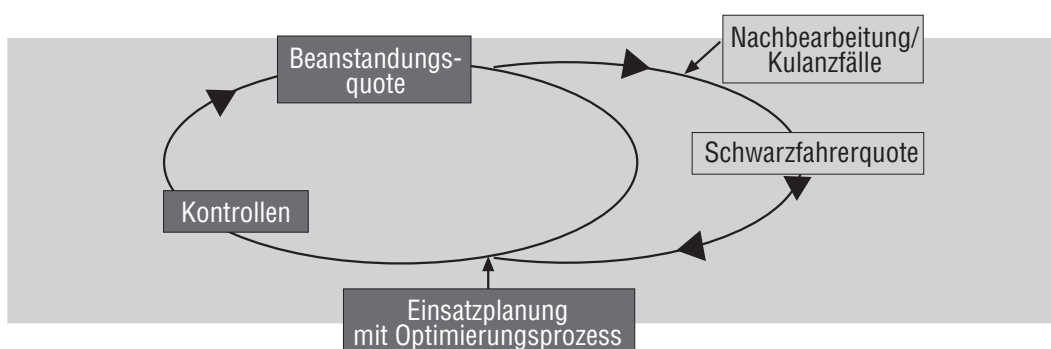 Beanstandungs-
quote
Nachbearbeitung/
Kulanzfälle
Schwarzfahrerquote
Kontrollen
Einsatzplanung
mit Optimierungsprozess